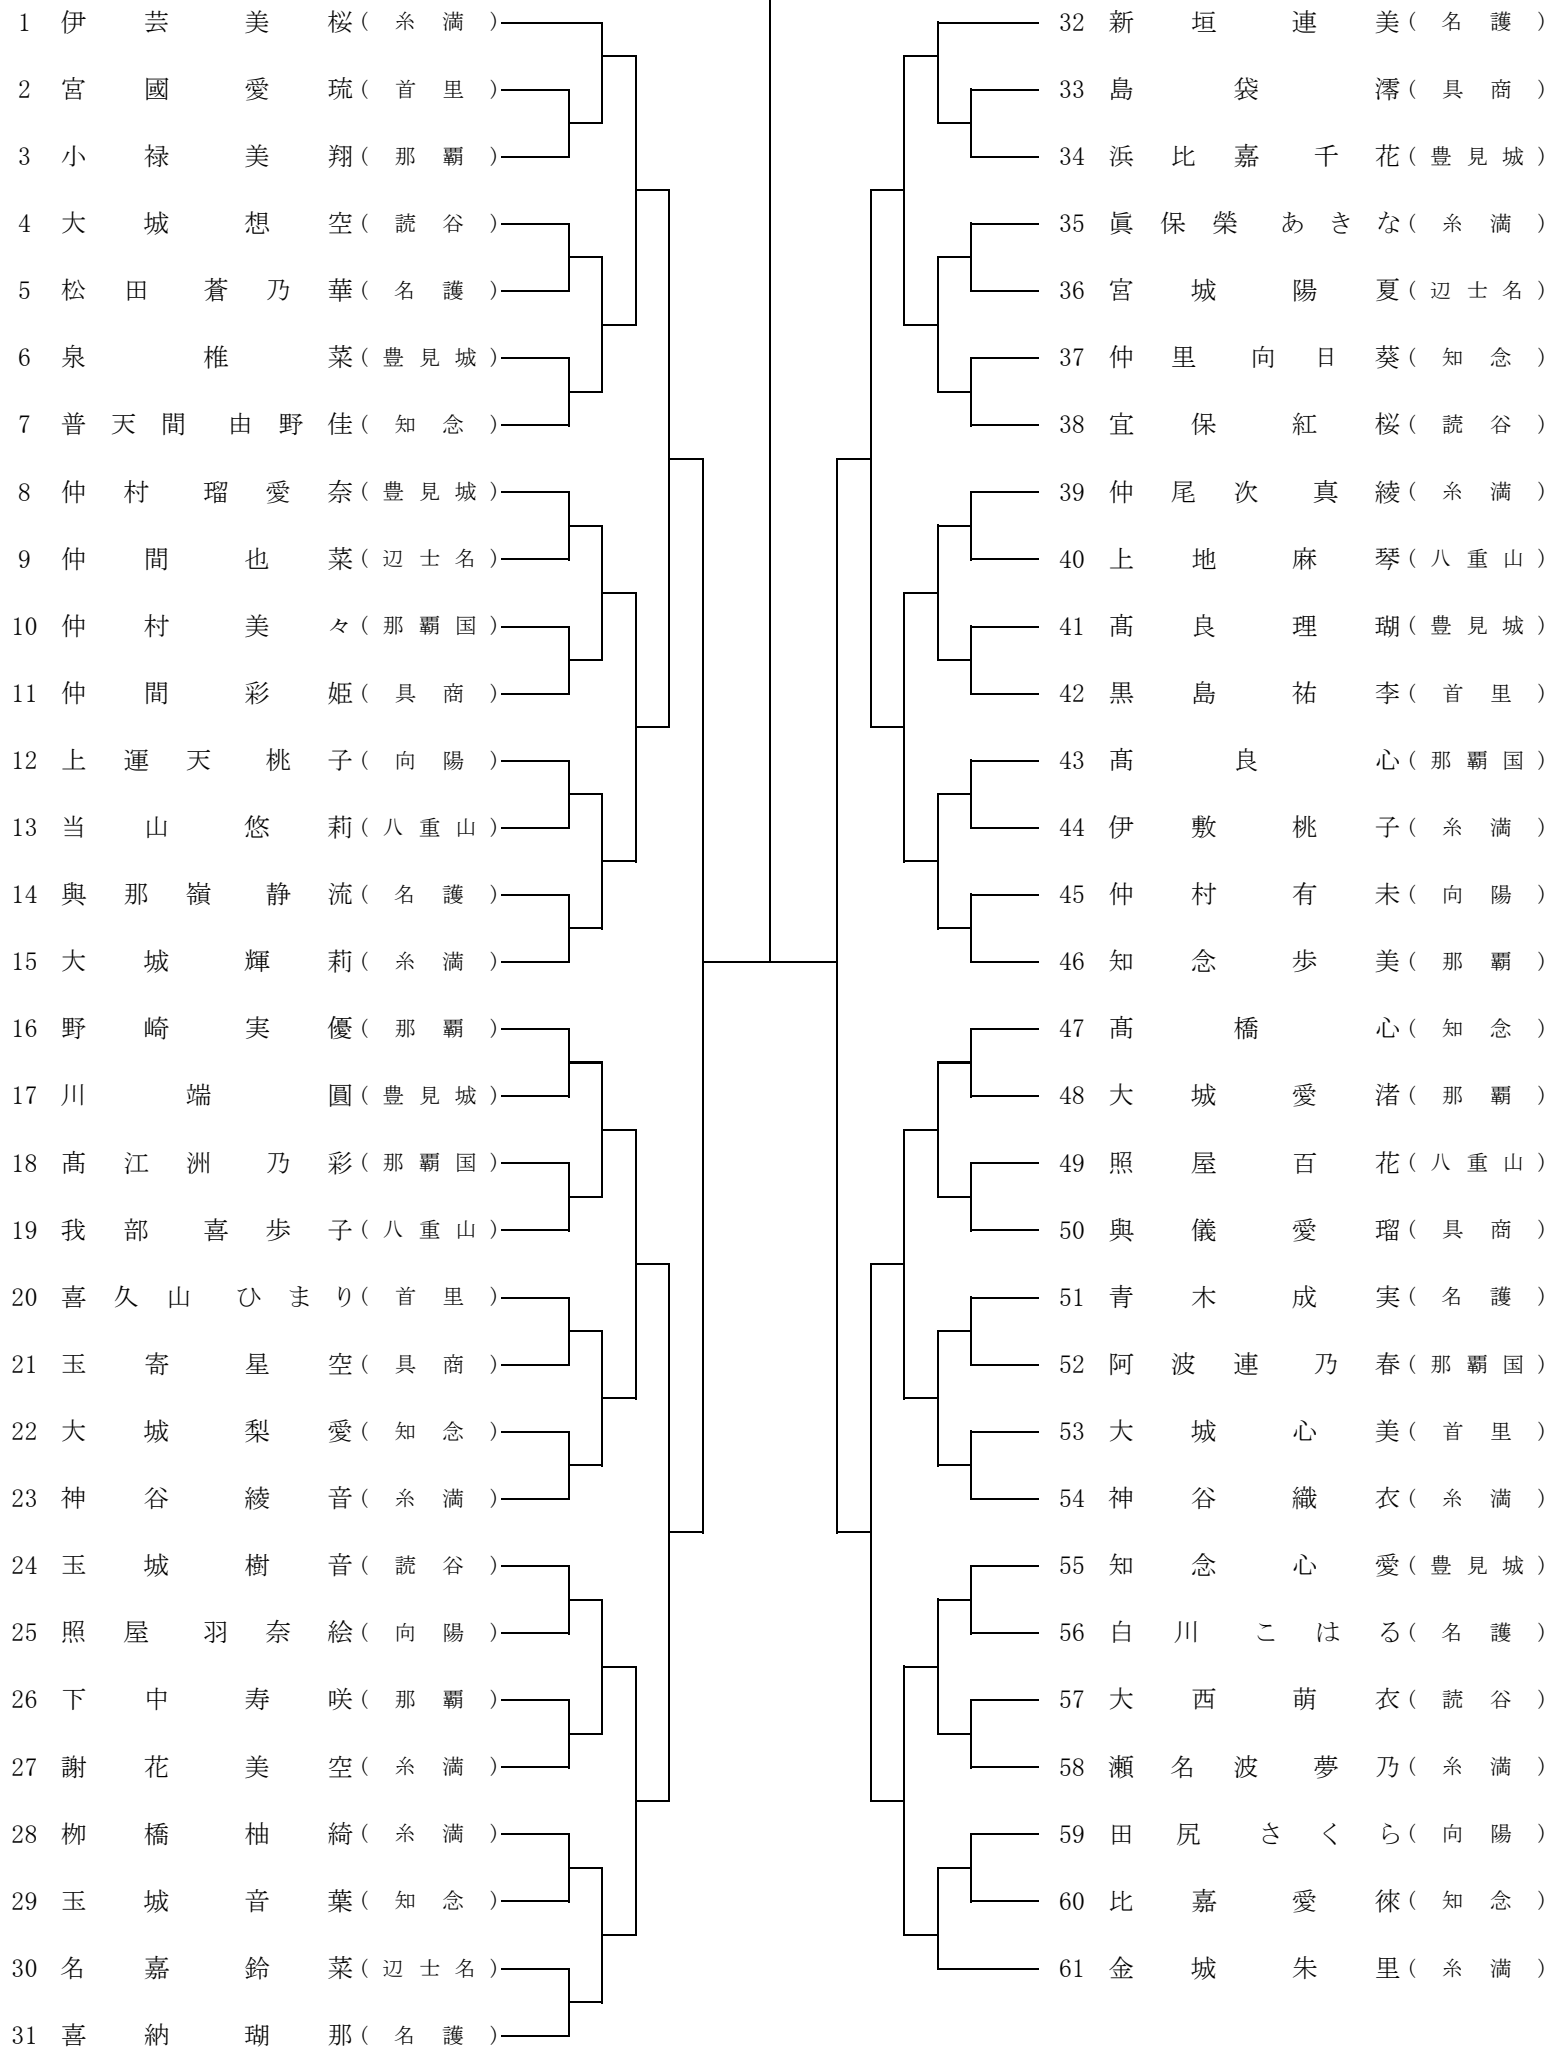 1 伊芸美桜(糸満)
2 宮國愛琉(首里)
3 小禄美翔(那覇)
4 大城想空(読谷)
5 松田蒼乃華(名護)
6 泉椎菜(豊見城)
7 普天間由野佳(知念)
8 仲村瑠愛奈(豊見城)
9 仲間也菜(辺士名)
10 仲村美々(那覇国)
11 仲間彩姫(具商)
12 上運天桃子(向陽)
13 当山悠莉(八重山)
14 與那嶺静流(名護)
15 大城輝莉(糸満)
16 野崎実優(那覇)
17 川端圓(豊見城)
18 髙江洲乃彩(那覇国)
19 我部喜歩子(八重山)
20 喜久山ひまり(首里)
21 玉寄星空(具商)
22 大城梨愛(知念)
23 神谷綾音(糸満)
24 玉城樹音(読谷)
25 照屋羽奈絵(向陽)
26 下中寿咲(那覇)
27 謝花美空(糸満)
28 栁橋柚綺(糸満)
29 玉城音葉(知念)
30 名嘉鈴菜(辺士名)
31 喜納瑚那(名護)
32 新垣連美(名護)
33 島袋澪(具商)
34 浜比嘉千花(豊見城)
35 眞保榮あきな(糸満)
36 宮城陽夏(辺士名)
37 仲里向日葵(知念)
38 宜保紅桜(読谷)
39 仲尾次真綾(糸満)
40 上地麻琴(八重山)
41 髙良理瑚(豊見城)
42 黒島祐李(首里)
43 髙良心(那覇国)
44 伊敷桃子(糸満)
45 仲村有未(向陽)
46 知念歩美(那覇)
47 髙橋心(知念)
48 大城愛渚(那覇)
49 照屋百花(八重山)
50 與儀愛瑠(具商)
51 青木成実(名護)
52 阿波連乃春(那覇国)
53 大城心美(首里)
54 神谷織衣(糸満)
55 知念心愛(豊見城)
56 白川こはる(名護)
57 大西萌衣(読谷)
58 瀬名波夢乃(糸満)
59 田尻さくら(向陽)
60 比嘉愛徠(知念)
61 金城朱里(糸満)